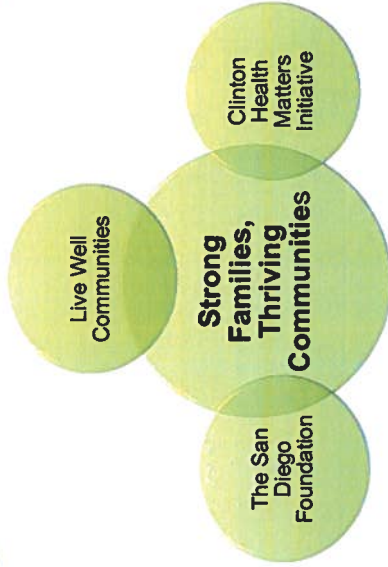 Live Well
Communities
Strong
Families,
Thriving
Communities
The San
Diego
Foundation
Clinton
Health
Matters
Initiative